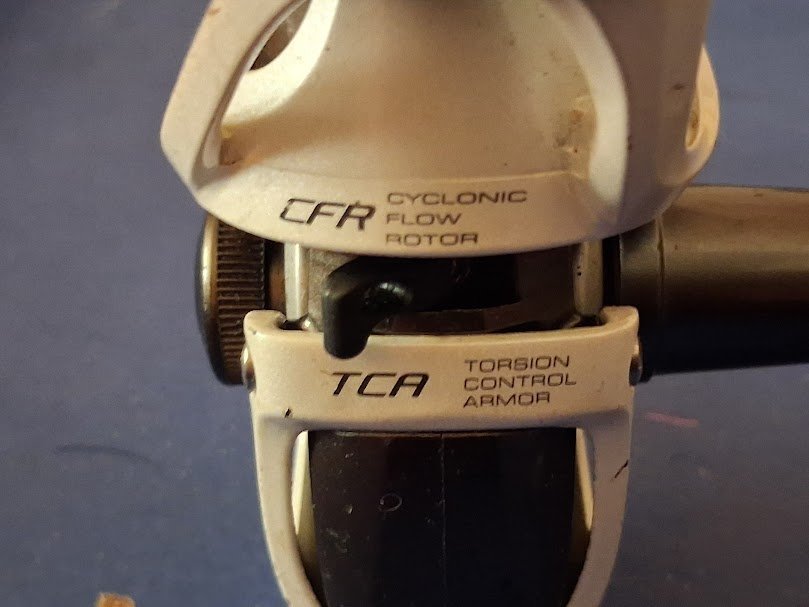 CFR CYCLONIC
FLOW
ROTOR
TCA TORSION
CONTROL
ARMOR